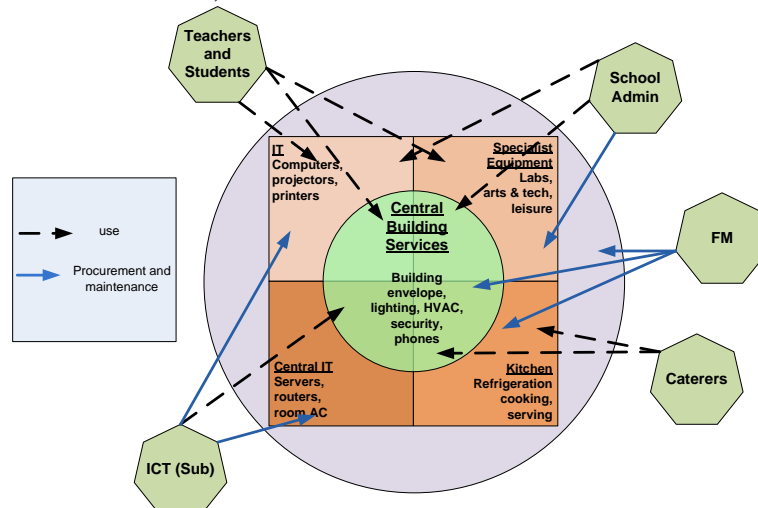 Teachers
and
Students
School
Admin
IT
Computers,
projectors,
printers
Specialist
Equipment
Labs,
arts & tech,
leisure
use
Procurement and
maintenance
Central
Building
Services
Building
envelope,
lighting, HVAC,
security,
phones
FM
Central IT
Servers,
routers,
room AC
Kitchen
Refrigeration
cooking,
serving
Caterers
ICT (Sub)